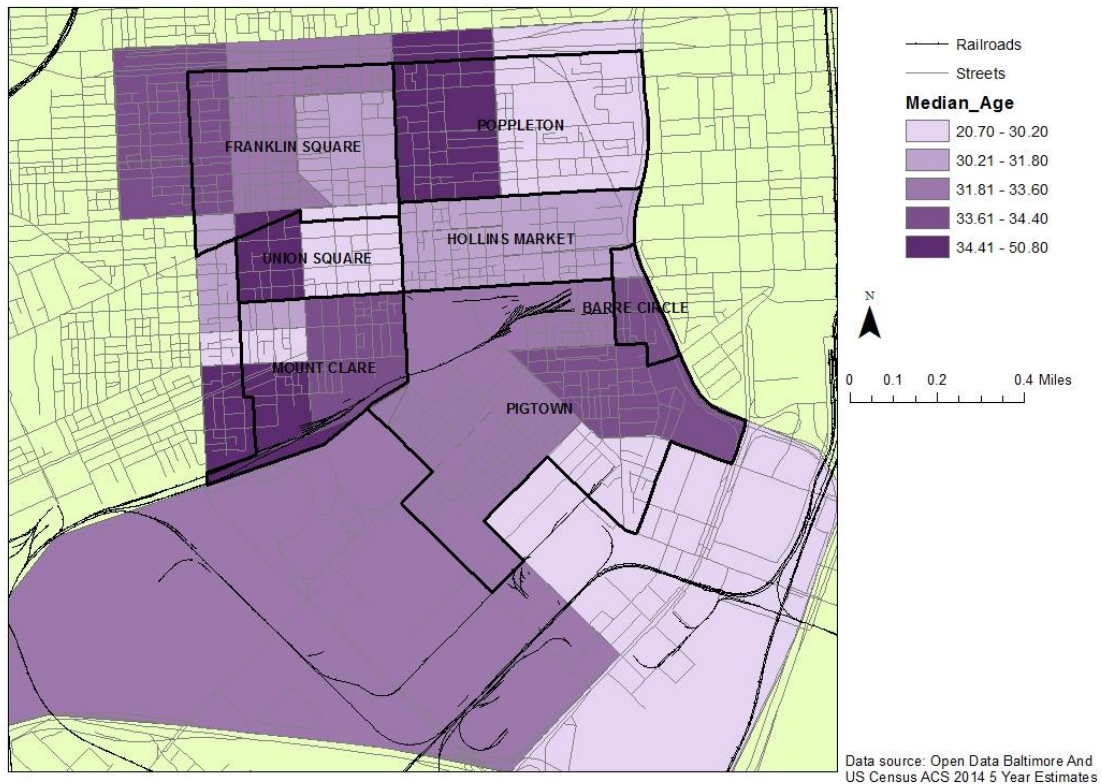 POPPLETON
FRANKLIN SQUARE
HOLLINS MARKET
UNION SQUARE
BARRE CIRCLE
MOUNT CLARE
PIGTOWN
Railroads
Streets
Median_Age
20.70 - 30.20
30.21 - 31.80
31.81 - 33.60
33.61 - 34.40
34.41 - 50.80
N
0 0.1 0.2 0.4 Miles
Data source: Open Data Baltimore And
US Census ACS 2014 5 Year Estimates